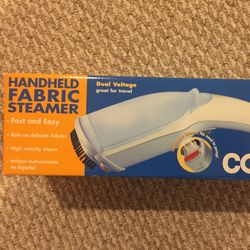 HANDHELD
FABRIC
STEAMER
Dual Voltage
great for travel
• Fast and Easy
• Safe on delicate fabrics
• High velocity steam
• Incluye Instrucciones
en Español
CO